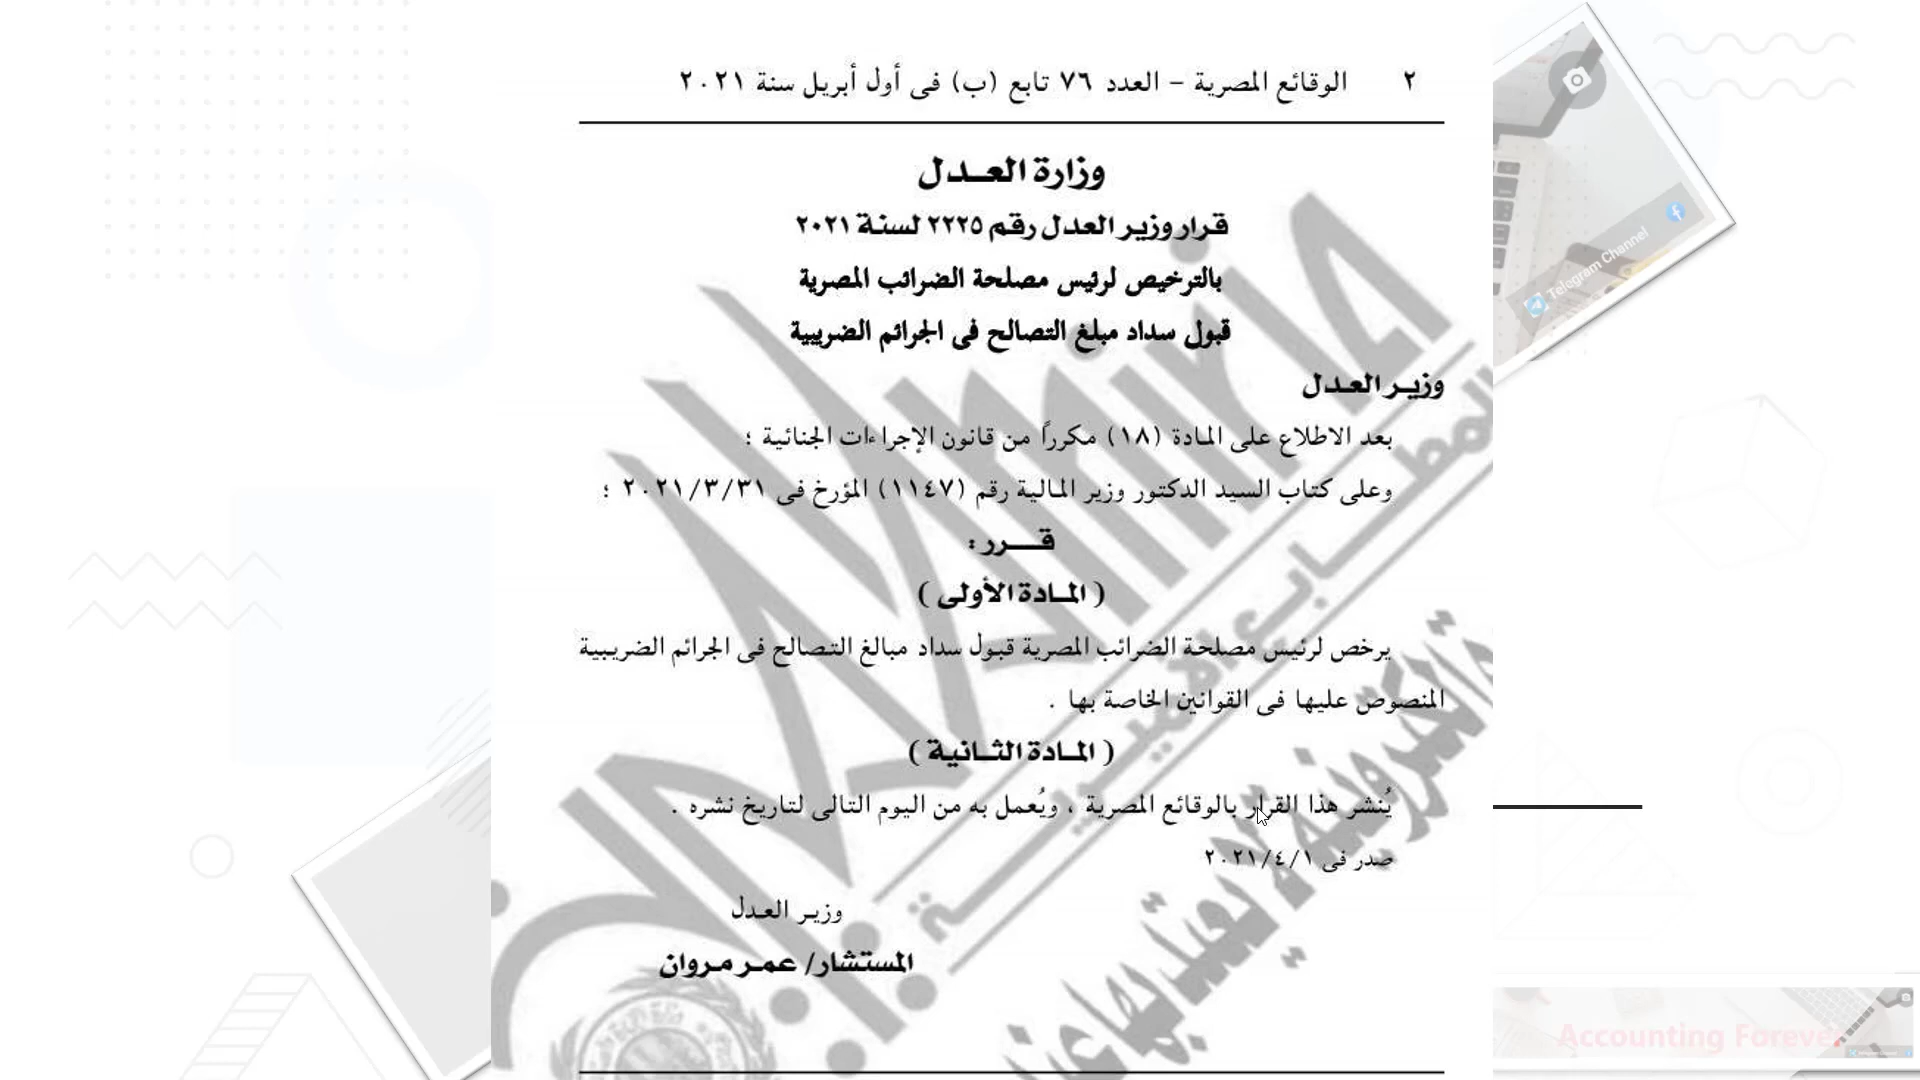 ٢ الوقائع المصرية – العدد ٧٦ تابع (ب) فى أول أبريل سنة ٢٠٢١
وزارة العـدل
قرار وزير العدل رقم ٢٢٢٥ لسنة ٢٠٢١
بالترخيص لرئيس مصلحة الضرائب المصرية
قبول سداد مبلغ التصالح فى الجرائم الضريبية
وزيـر العـدل
بعد الاطلاع على المادة (١٨) مكررًا من قانون الإجراءات الجنائية ؛
وعلى كتاب السيد الدكتور وزير المالية رقم (١١٤٧) المؤرخ فى ٢٠٢١/٣/٣١ ؛
قـــرر :
( المـادة الأولى )
يرخص لرئيس مصلحة الضرائب المصرية قبول سداد مبالغ التصالح فى الجرائم الضريبية
المنصوص عليها فى القوانين الخاصة بها .
( المـادة الثـانية )
يُنشر هذا القرار بالوقائع المصرية ، ويُعمل به من اليوم التالى لتاريخ نشره .
صدر فى ٢٠٢١/٤/١
وزير العدل
المستشار/ عمـر مـروان
Telegram Channel
Accounting Forever